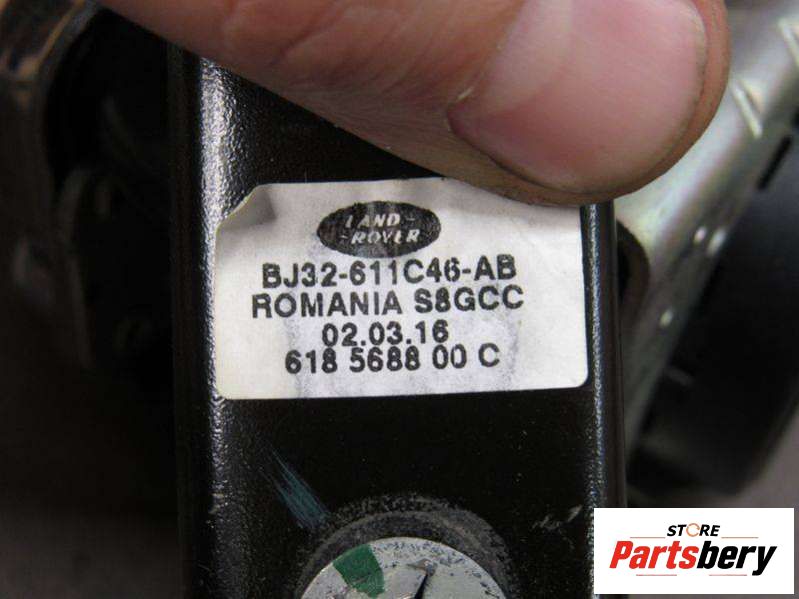 LAND-
-ROVER
BJ32-611C46-AB
ROMANIA S8GCC
02.03.16
618 5688 00 C
STORE
Partsbery